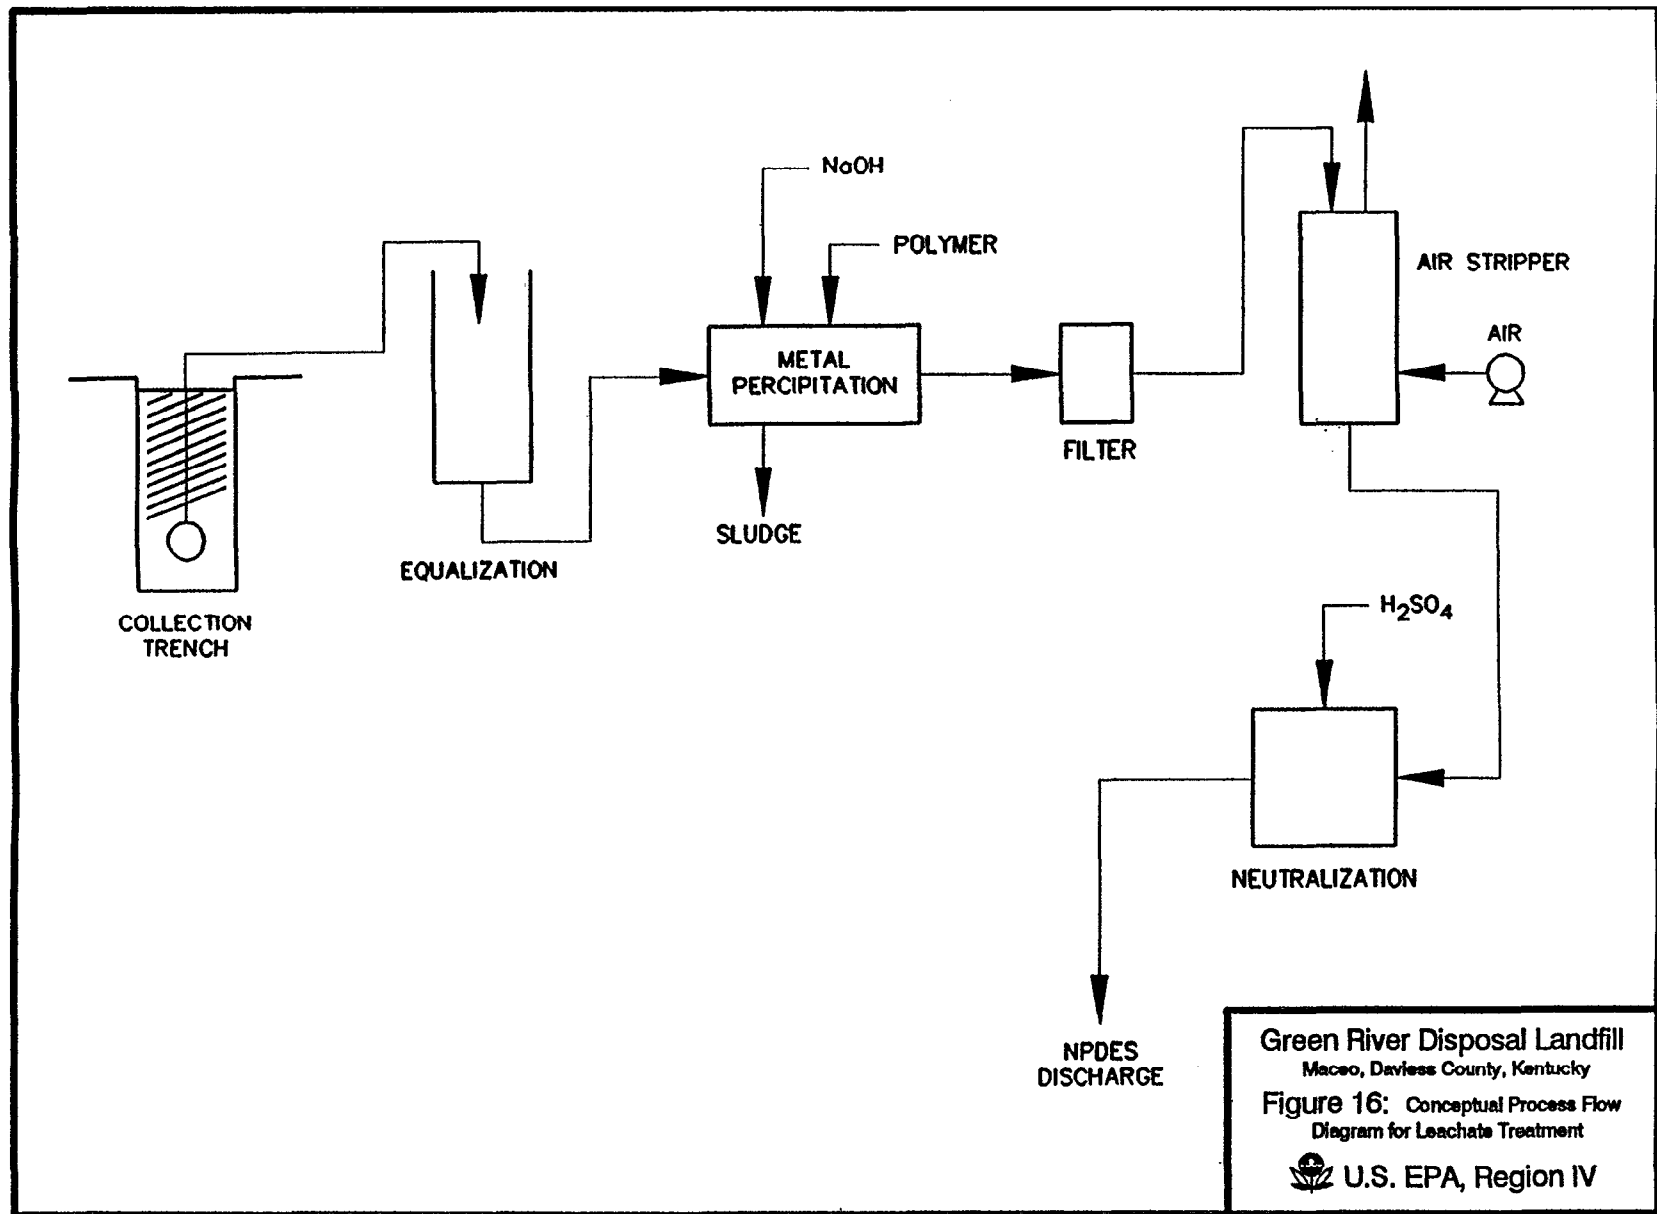 NaOH
POLYMER
AIR STRIPPER
AIR
METAL
PERCIPITATION
FILTER
SLUDGE
EQUALIZATION
COLLECTION
TRENCH
H₂SO₄
NEUTRALIZATION
NPDES
DISCHARGE
Green River Disposal Landfill
Maceo, Daviess County, Kentucky
Figure 16: Conceptual Process Flow
Diagram for Leachate Treatment
U.S. EPA, Region IV